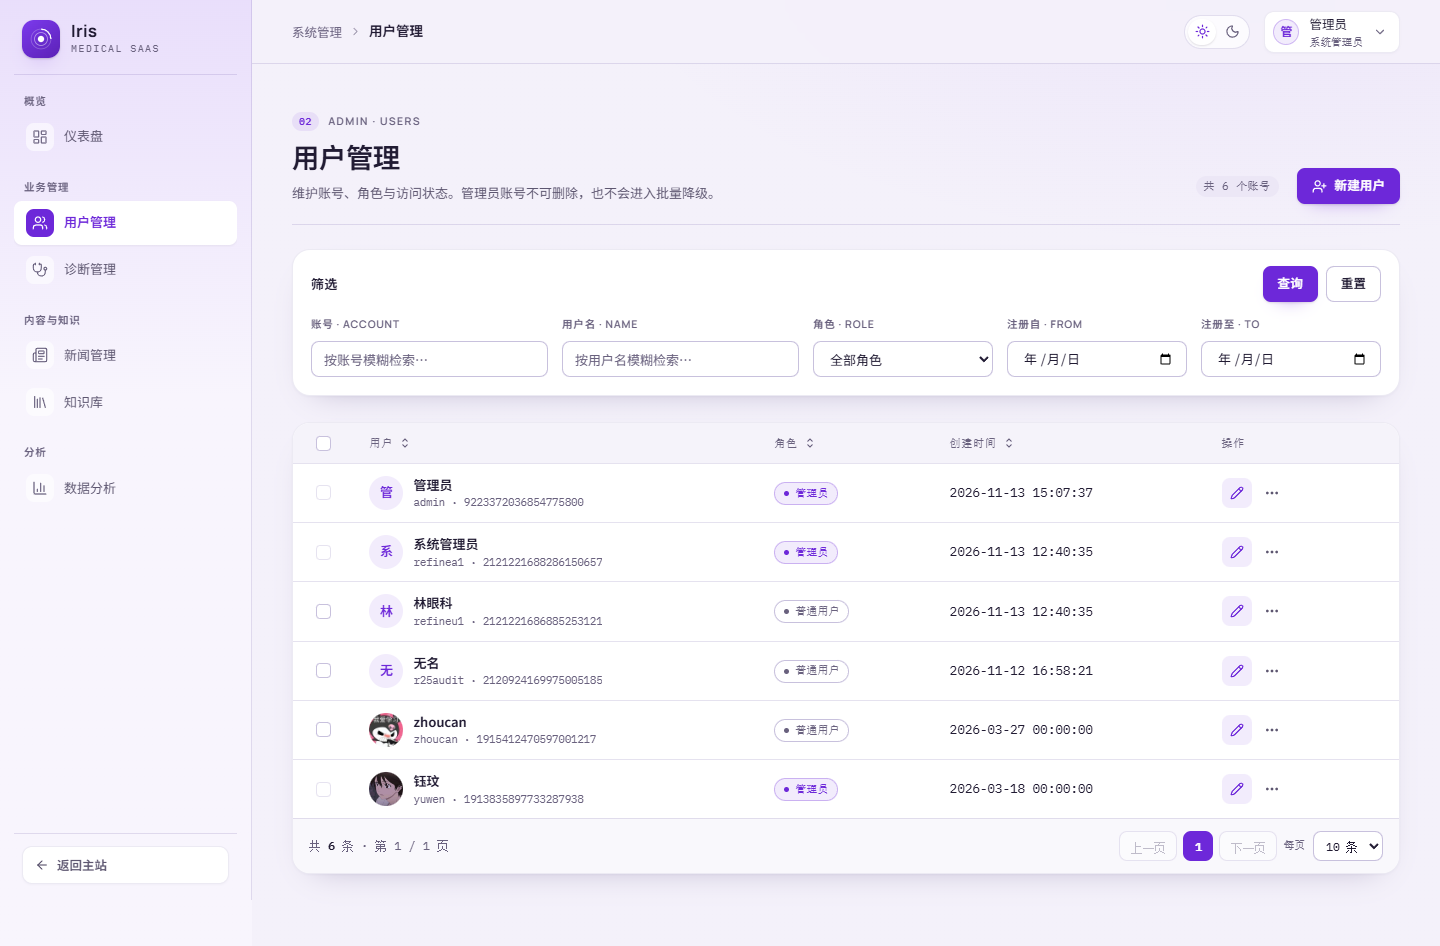 Iris
MEDICAL SAAS
概览
仪表盘
业务管理
用户管理
诊断管理
内容与知识
新闻管理
知识库
分析
数据分析
返回主站
系统管理 > 用户管理
管 管理员
系统管理员
02 ADMIN · USERS
用户管理
维护账号、角色与访问状态。管理员账号不可删除，也不会进入批量降级。
共 6 个账号
新建用户
筛选
查询 重置
账号 · ACCOUNT 用户名 · NAME 角色 · ROLE 注册自 · FROM 注册至 · TO
按账号模糊检索… 按用户名模糊检索… 全部角色 年 /月/日 年 /月/日
用户 角色 创建时间 操作
管 管理员
admin · 9223372036854775800 管理员 2026-11-13 15:07:37
系 系统管理员
refinea1 · 2121221688286150657 管理员 2026-11-13 12:40:35
林 林眼科
refineu1 · 2121221686885253121 普通用户 2026-11-13 12:40:35
无 无名
r25audit · 2120924169975005185 普通用户 2026-11-12 16:58:21
zhoucan
zhoucan · 1915412470597001217 普通用户 2026-03-27 00:00:00
钰玟
yuwen · 1913835897733287938 管理员 2026-03-18 00:00:00
共 6 条 · 第 1 / 1 页
上一页 1 下一页 每页 10 条